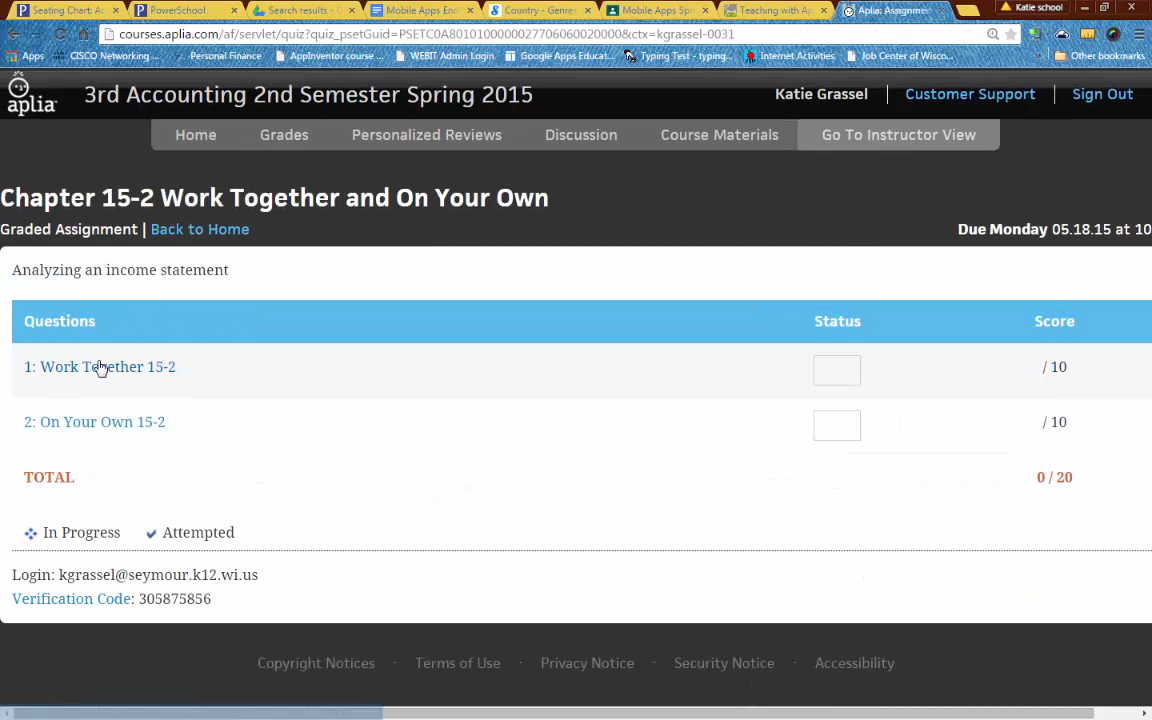 Seating Chart: Ac
PowerSchool
Search results - G
Mobile Apps End
Country - Genres
Mobile Apps Spr
Teaching with Ap
Aplia: Assignmen
Katie school
courses.aplia.com/af/servlet/quiz?quiz_psetGuid=PSETC0A8010100000027706060020000&ctx=kgrassel-0031
Apps
CISCO Networking ...
Personal Finance
AppInventor course ...
WEBIT Admin Login
Google Apps Educat...
Typing Test - typing...
Internet Activities
Job Center of Wisco...
Other bookmarks
aplia
3rd Accounting 2nd Semester Spring 2015
Katie Grassel
Customer Support
Sign Out
Home
Grades
Personalized Reviews
Discussion
Course Materials
Go To Instructor View
Chapter 15-2 Work Together and On Your Own
Graded Assignment | Back to Home
Due Monday 05.18.15 at 10
Analyzing an income statement
Questions Status Score
1: Work Together 15-2 / 10
2: On Your Own 15-2 / 10
TOTAL 0 / 20
In Progress Attempted
Login: kgrassel@seymour.k12.wi.us
Verification Code: 305875856
Copyright Notices · Terms of Use · Privacy Notice · Security Notice · Accessibility